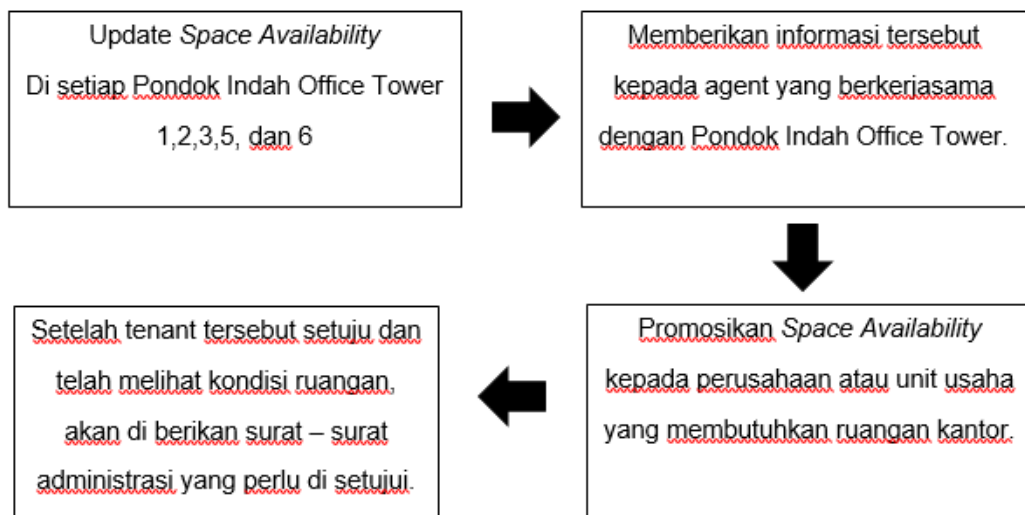 Update Space Availability
Di setiap Pondok Indah Office Tower
1,2,3,5, dan 6
Memberikan informasi tersebut
kepada agent yang berkerjasama
dengan Pondok Indah Office Tower.
Promosikan Space Availability
kepada perusahaan atau unit usaha
yang membutuhkan ruangan kantor.
Setelah tenant tersebut setuju dan
telah melihat kondisi ruangan,
akan di berikan surat – surat
administrasi yang perlu di setujui.